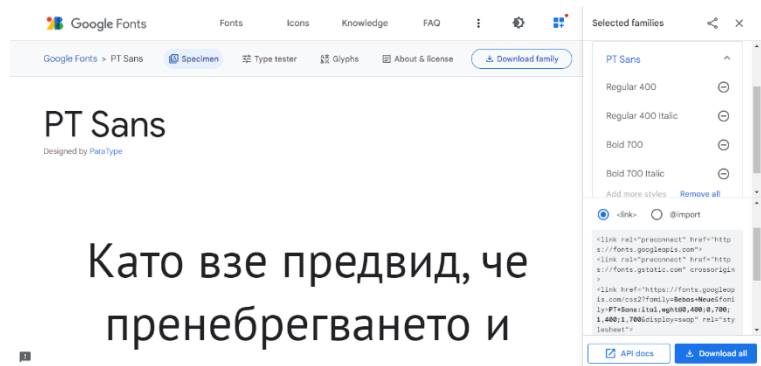 Google Fonts
Fonts Icons Knowledge FAQ
Selected families
Google Fonts > PT Sans Specimen Type tester Glyphs About & license Download family
PT Sans
Designed by ParaType
Като взе предвид, че
пренебрегването и
PT Sans
Regular 400
Regular 400 Italic
Bold 700
Bold 700 Italic
Add more styles Remove all
<link> @import
<link rel="preconnect" href="http
s://fonts.googleapis.com">
<link rel="preconnect" href="http
s://fonts.gstatic.com" crossorigin
>
<link href="https://fonts.googleap
is.com/css2?family=Bebas+Neue&fami
ly=PT+Sans:ital,wght@0,400;0,700;
1,400;1,700&display=swap" rel="sty
lesheet">
API docs Download all